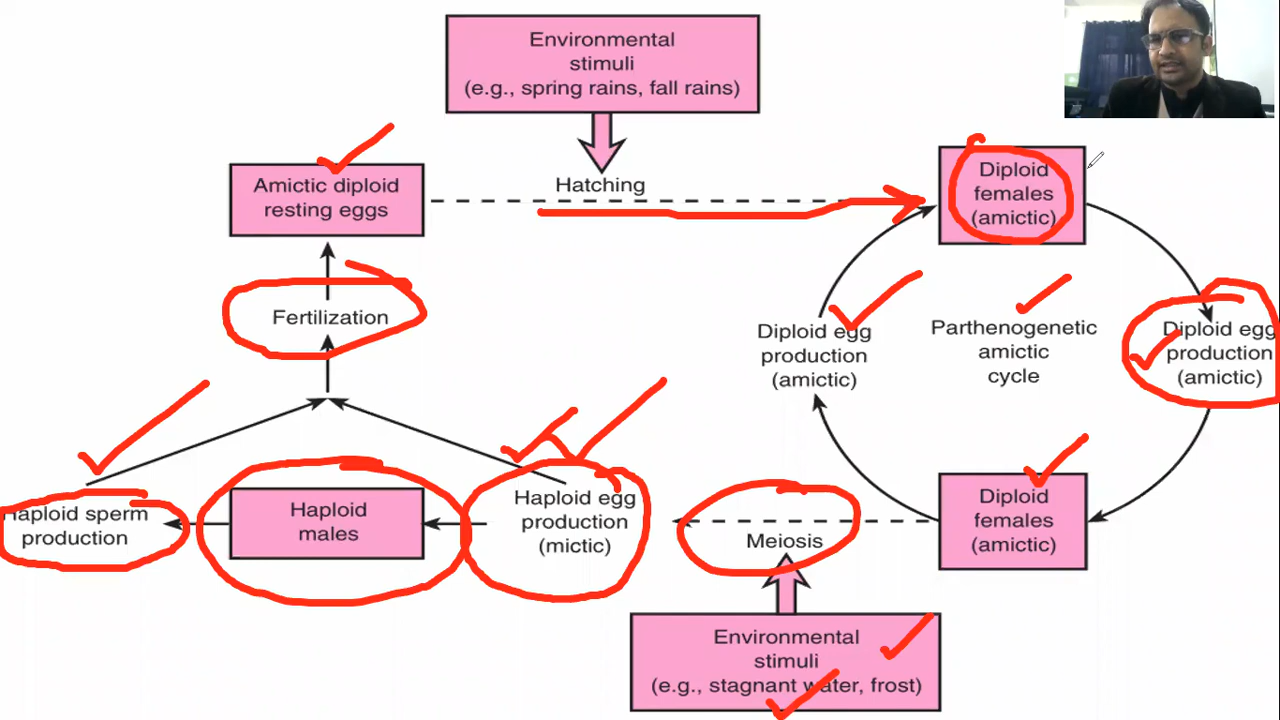 Environmental
stimuli
(e.g., spring rains, fall rains)
Hatching
Amictic diploid
resting eggs
Diploid
females
(amictic)
Fertilization
Diploid egg
production
(amictic)
Parthenogenetic
amictic
cycle
Diploid egg
production
(amictic)
Haploid sperm
production
Haploid
males
Haploid egg
production
(mictic)
Meiosis
Diploid
females
(amictic)
Environmental
stimuli
(e.g., stagnant water, frost)